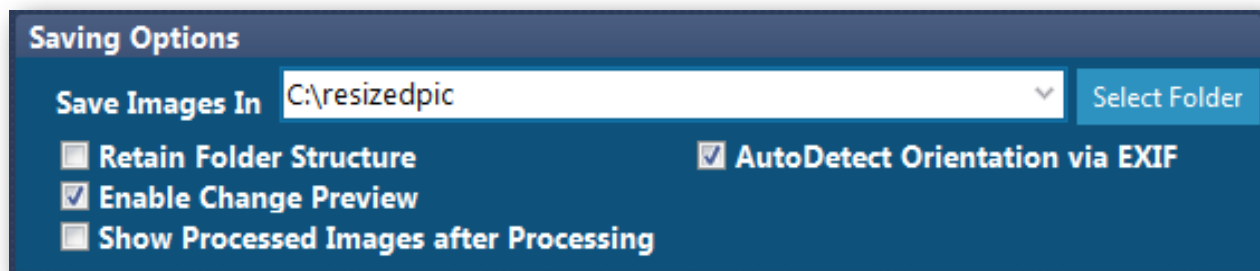 Saving Options
Save Images In C:\resizedpic Select Folder
Retain Folder Structure AutoDetect Orientation via EXIF
Enable Change Preview
Show Processed Images after Processing